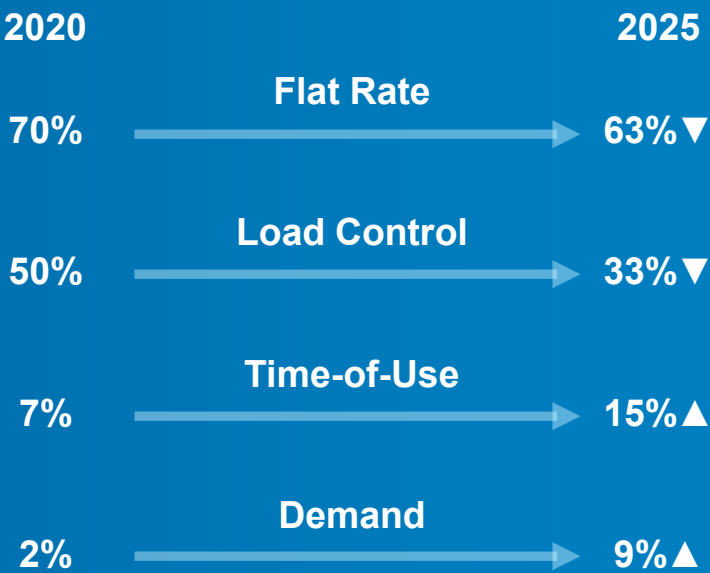 2020 2025
Flat Rate
70% 63%▼
Load Control
50% 33%▼
Time-of-Use
7% 15%▲
Demand
2% 9%▲